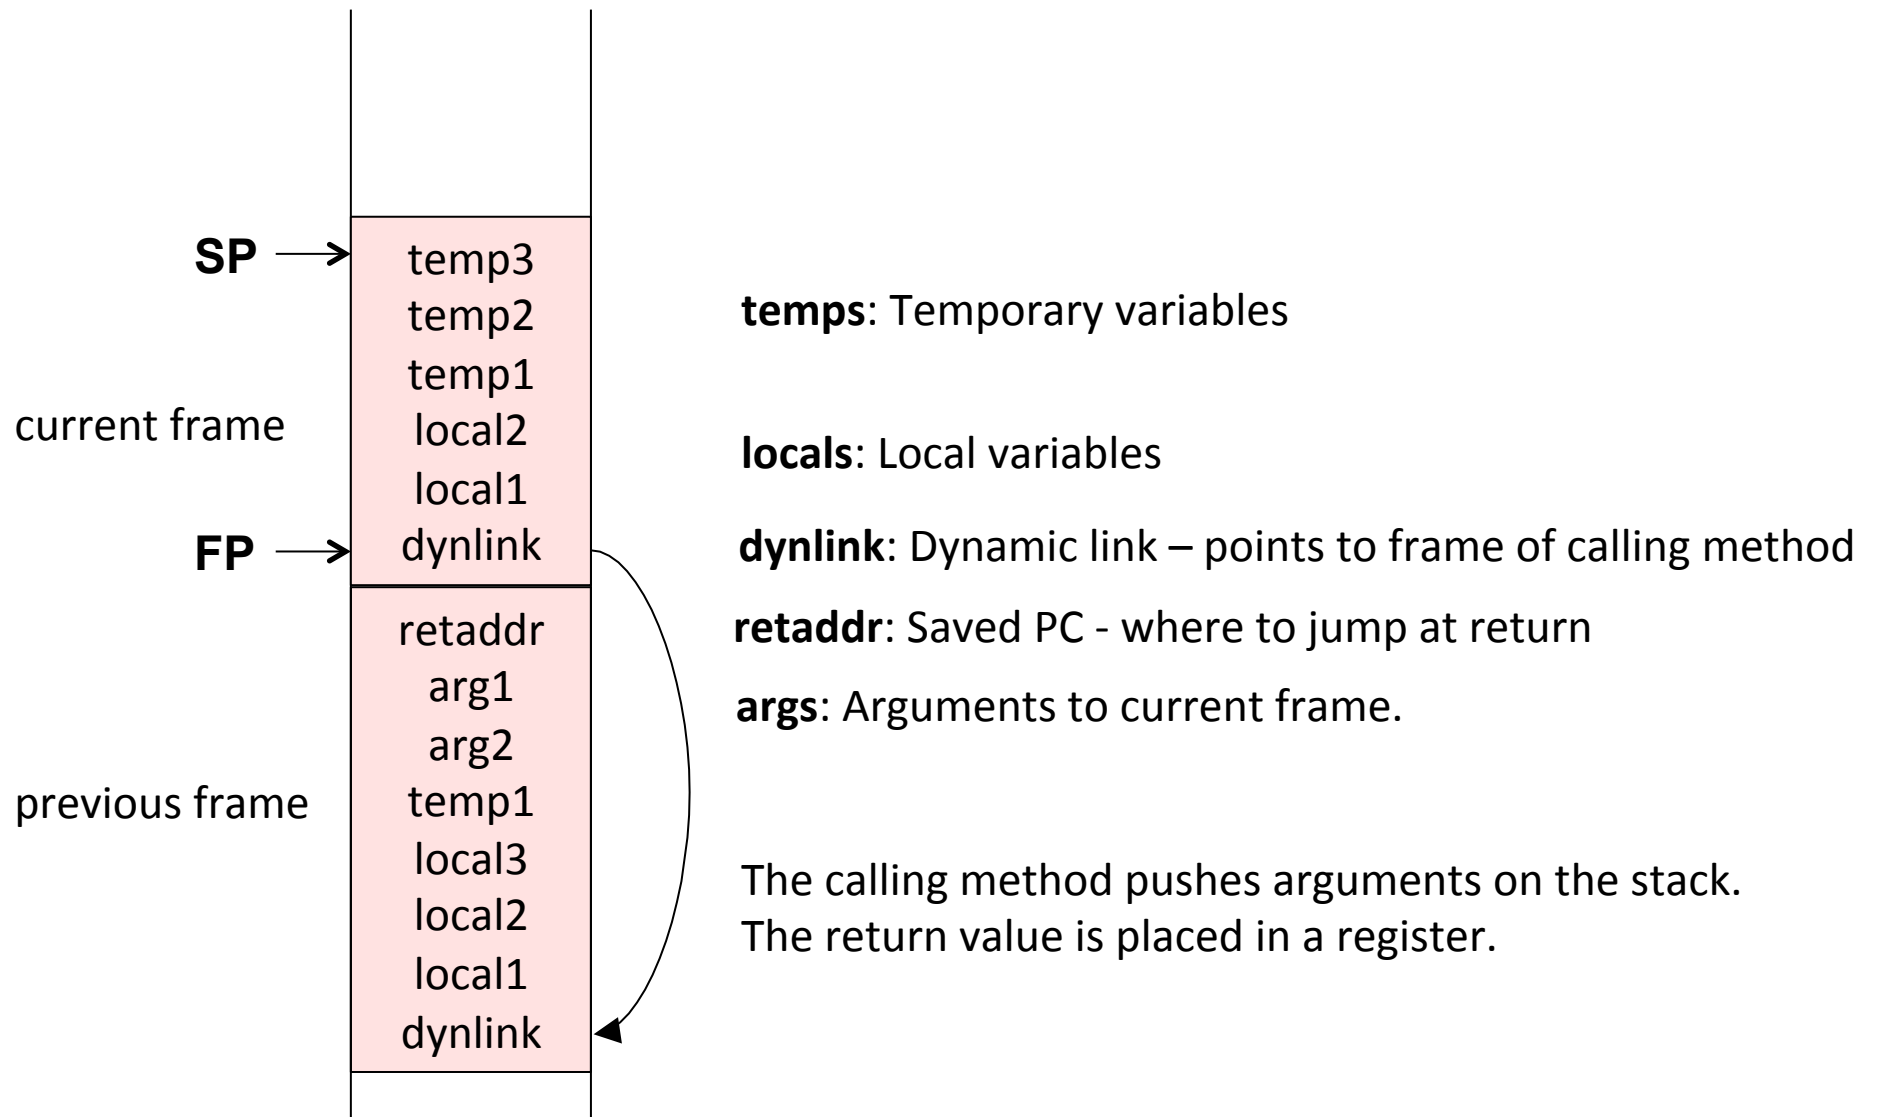 SP
temp3
temp2
temp1
local2
local1
dynlink
current frame
FP
retaddr
arg1
arg2
temp1
local3
local2
local1
dynlink
previous frame
temps: Temporary variables
locals: Local variables
dynlink: Dynamic link – points to frame of calling method
retaddr: Saved PC - where to jump at return
args: Arguments to current frame.
The calling method pushes arguments on the stack.
The return value is placed in a register.